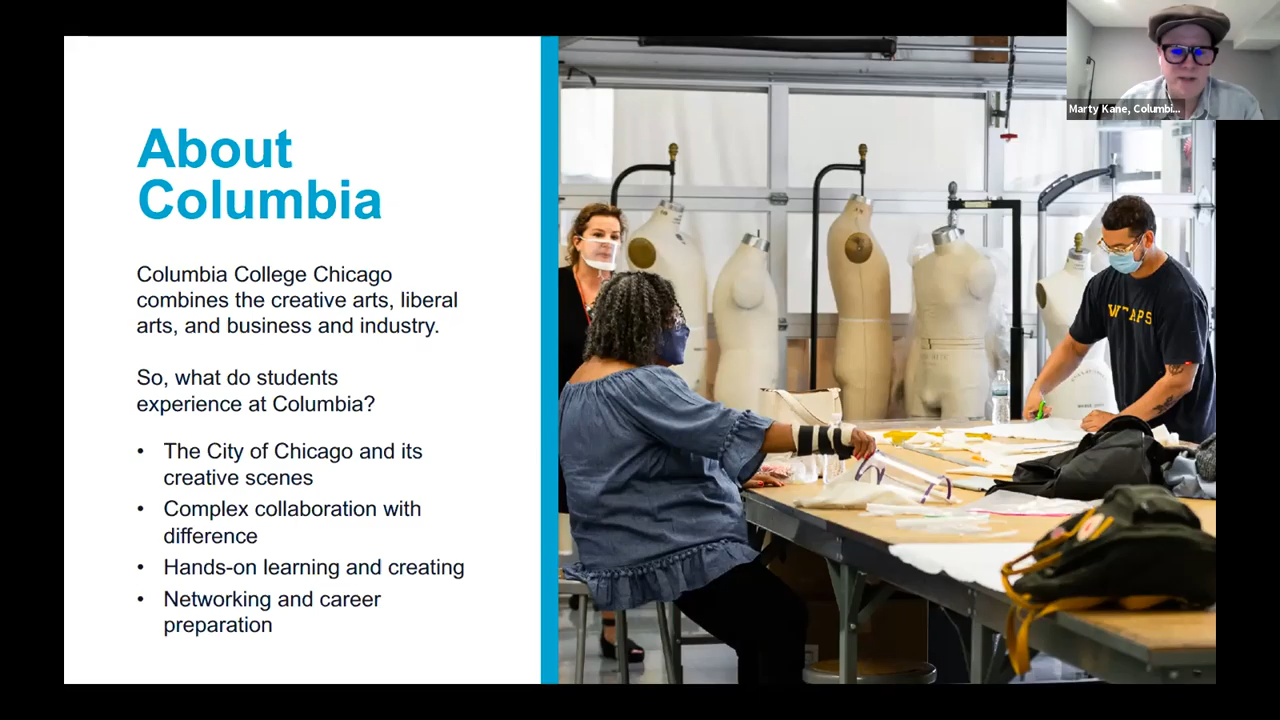 About
Columbia
Columbia College Chicago
combines the creative arts, liberal
arts, and business and industry.
So, what do students
experience at Columbia?
• The City of Chicago and its
creative scenes
• Complex collaboration with
difference
• Hands-on learning and creating
• Networking and career
preparation
Marty Kane, Columbi...